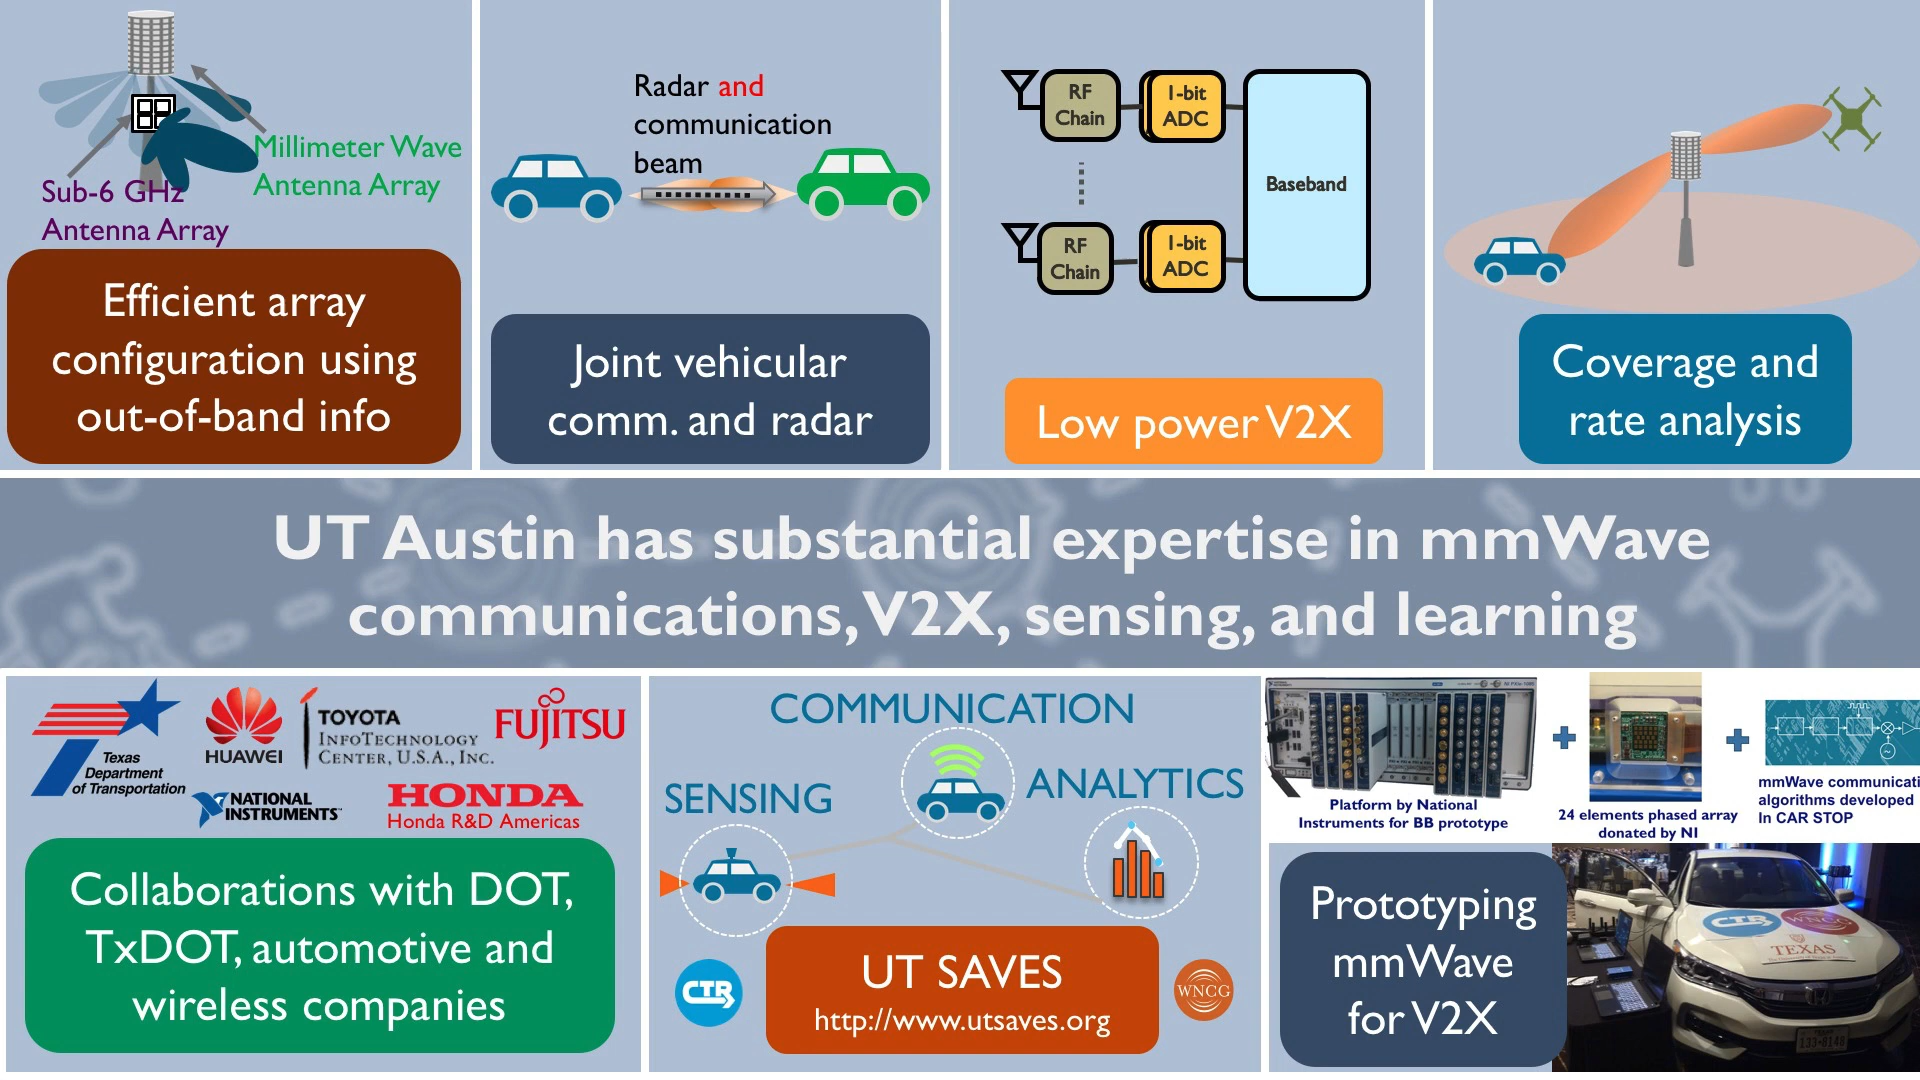 Millimeter Wave
Antenna Array
Sub-6 GHz
Antenna Array
Efficient array
configuration using
out-of-band info
Radar and
communication
beam
Joint vehicular
comm. and radar
RF
Chain
1-bit
ADC
RF
Chain
1-bit
ADC
Baseband
Low power V2X
Coverage and
rate analysis
UT Austin has substantial expertise in mmWave
communications, V2X, sensing, and learning
Texas
Department
of Transportation
HUAWEI
TOYOTA
INFOTECHNOLOGY
CENTER, U.S.A., INC.
FUJITSU
NATIONAL
INSTRUMENTS™
HONDA
Honda R&D Americas
Collaborations with DOT,
TxDOT, automotive and
wireless companies
COMMUNICATION
SENSING
ANALYTICS
CTR
UT SAVES
http://www.utsaves.org
WNCG
Platform by National
Instruments for BB prototype
24 elements phased array
donated by NI
mmWave communicati
algorithms developed
In CAR STOP
Prototyping
mmWave
for V2X
CTR
WNCG
TEXAS